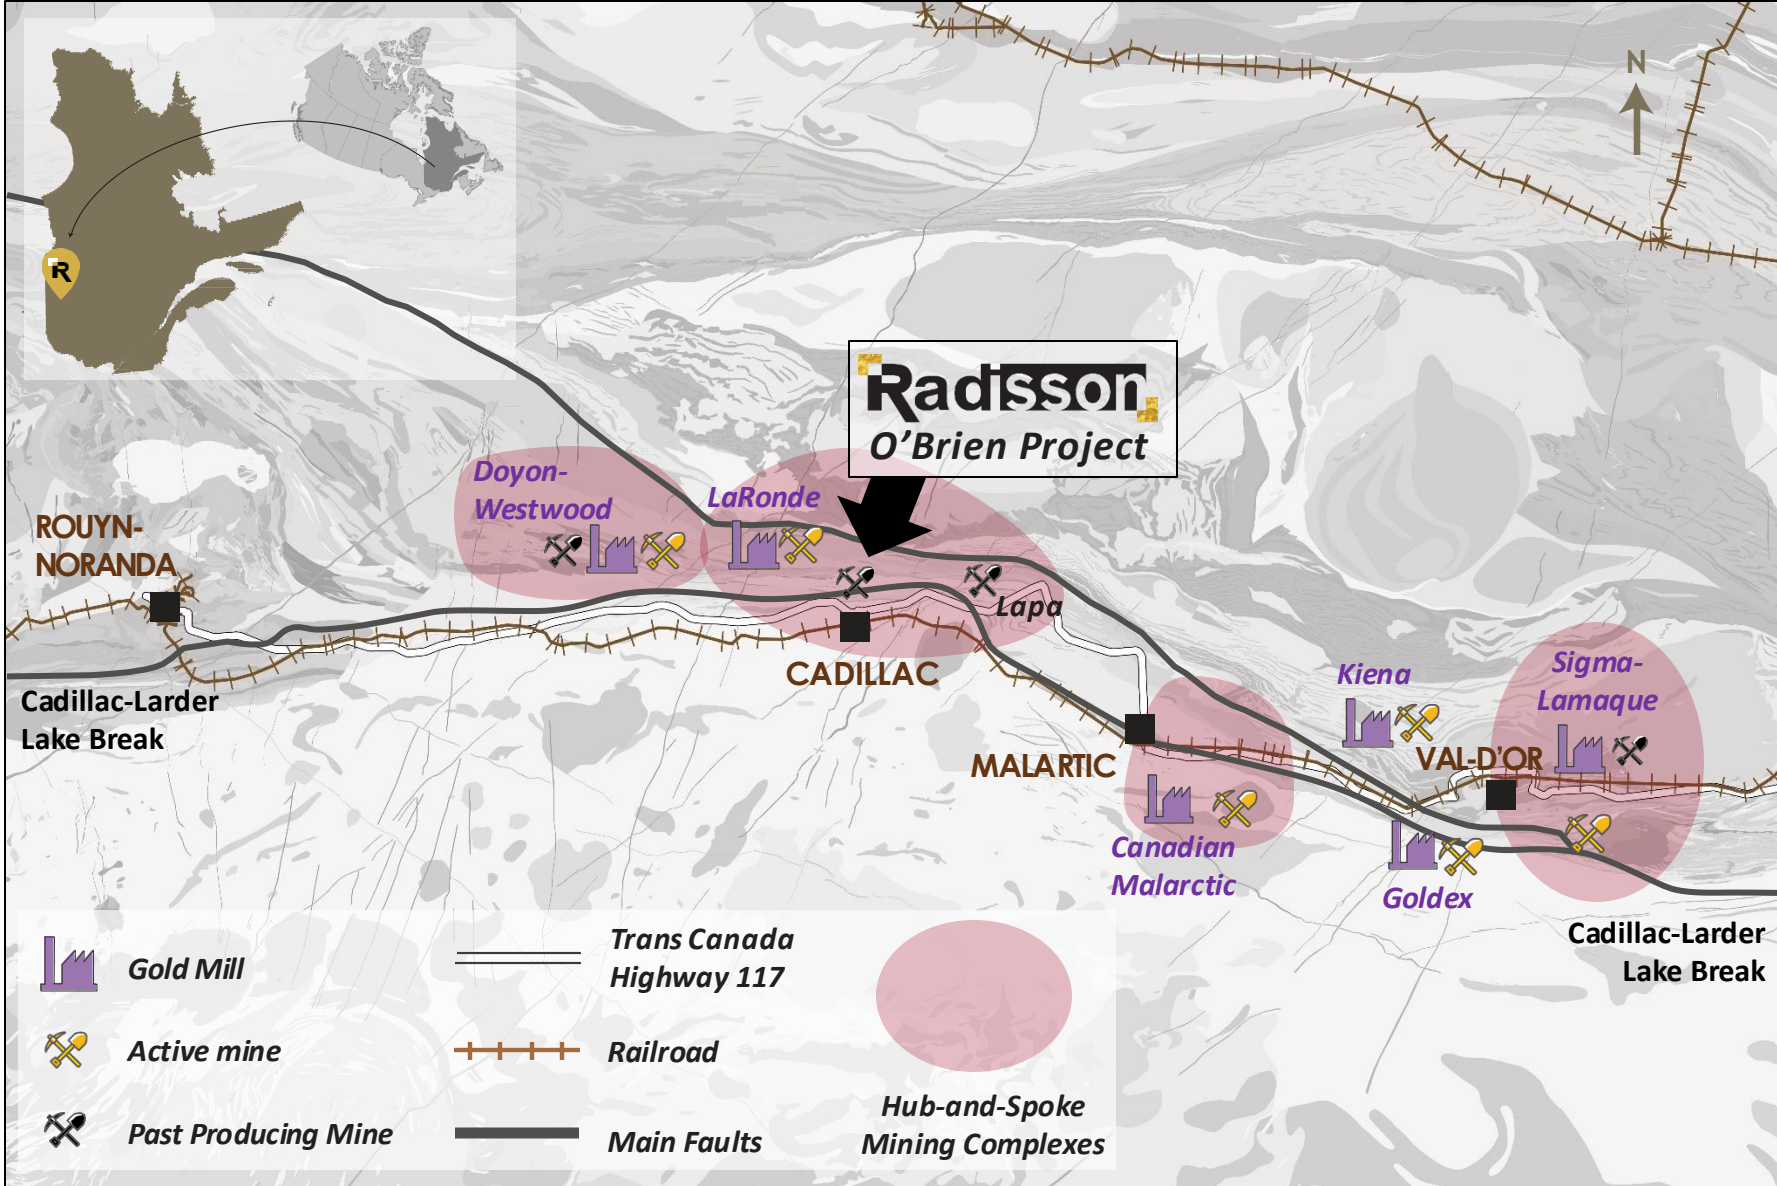 N
R
Radisson
O'Brien Project
Doyon-
Westwood
LaRonde
ROUYN-
NORANDA
Lapa
CADILLAC
Cadillac-Larder
Lake Break
Kiena
Sigma-
Lamaque
MALARTIC
VAL-D'OR
Canadian
Malarctic
Goldex
Cadillac-Larder
Lake Break
Gold Mill
Active mine
Past Producing Mine
Trans Canada
Highway 117
Railroad
Main Faults
Hub-and-Spoke
Mining Complexes